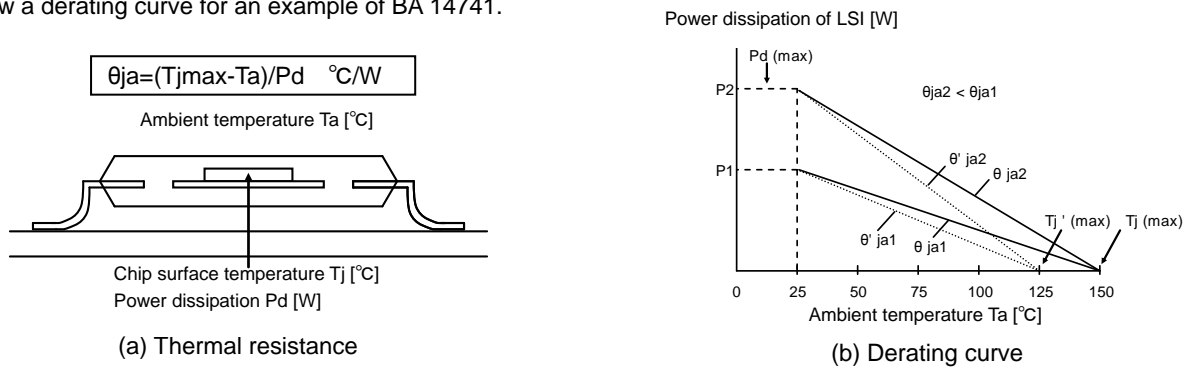 w a derating curve for an example of BA 14741.
θja=(Tjmax-Ta)/Pd °C/W
Ambient temperature Ta [°C]
Chip surface temperature Tj [°C]
Power dissipation Pd [W]
(a) Thermal resistance
Power dissipation of LSI [W]
Pd (max)
P2
θja2 < θja1
P1
θ' ja2
θ ja2
Tj ' (max)
Tj (max)
θ' ja1
θ ja1
0 25 50 75 100 125 150
Ambient temperature Ta [°C]
(b) Derating curve